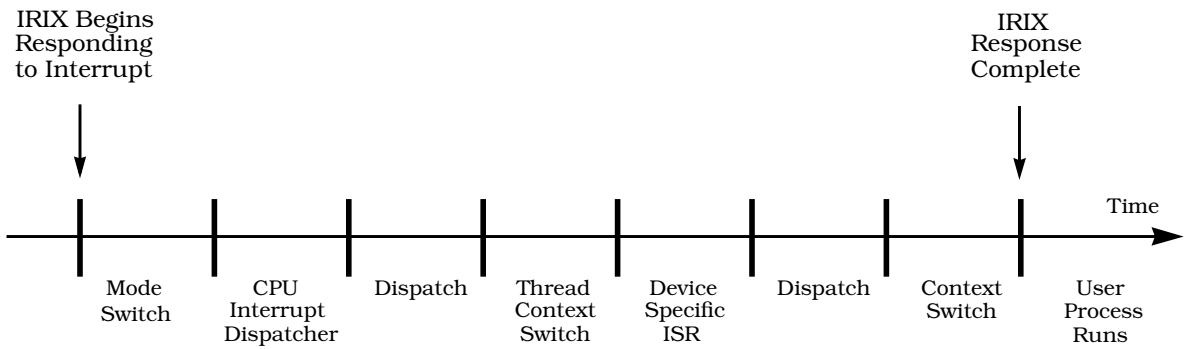 IRIX Begins
Responding
to Interrupt
IRIX
Response
Complete
Time
Mode
Switch
CPU
Interrupt
Dispatcher
Dispatch
Thread
Context
Switch
Device
Specific
ISR
Dispatch
Context
Switch
User
Process
Runs